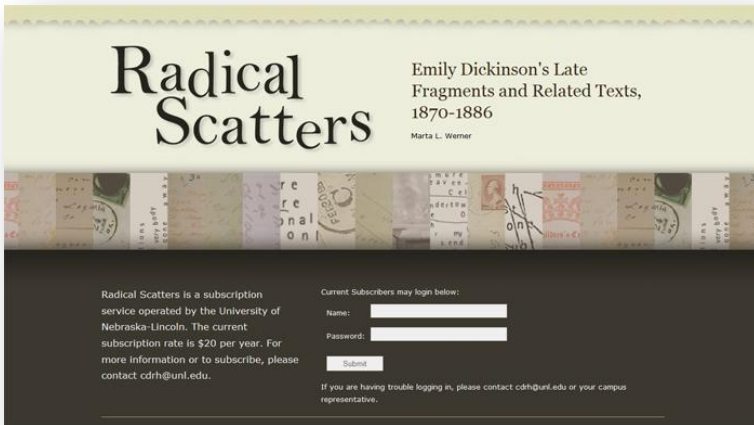 Radical
Scatters
Emily Dickinson's Late
Fragments and Related Texts,
1870-1886
Marta L. Werner
Radical Scatters is a subscription
service operated by the University of
Nebraska-Lincoln. The current
subscription rate is $20 per year. For
more information or to subscribe, please
contact cdrh@unl.edu.
Current Subscribers may login below:
Name:
Password:
Submit
If you are having trouble logging in, please contact cdrh@unl.edu or your campus
representative.